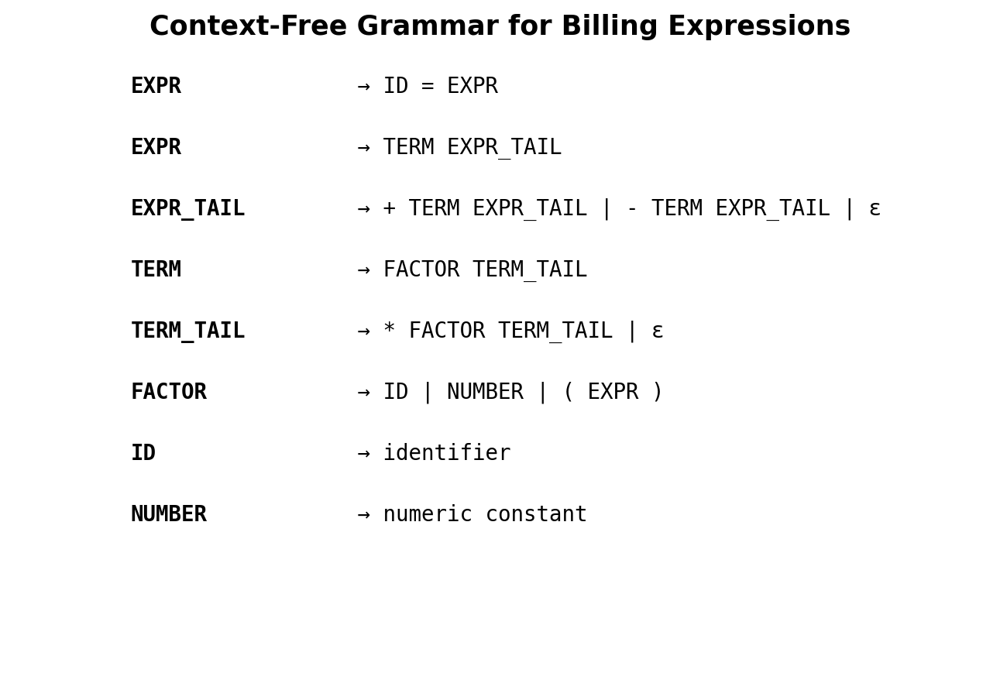 Context-Free Grammar for Billing Expressions
EXPR → ID = EXPR
EXPR → TERM EXPR_TAIL
EXPR_TAIL → + TERM EXPR_TAIL | - TERM EXPR_TAIL | ε
TERM → FACTOR TERM_TAIL
TERM_TAIL → * FACTOR TERM_TAIL | ε
FACTOR → ID | NUMBER | ( EXPR )
ID → identifier
NUMBER → numeric constant